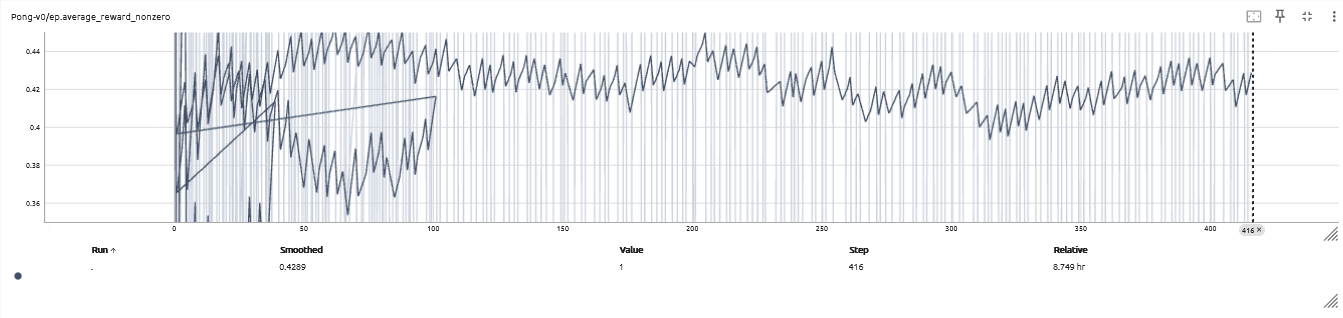 Pong-v0/ep.average_reward_nonzero
0.44
0.42
0.4
0.38
0.36
0 50 100 150 200 250 300 350 400 416 ×
Run ↑ Smoothed Value Step Relative
. 0.4289 1 416 8.749 hr